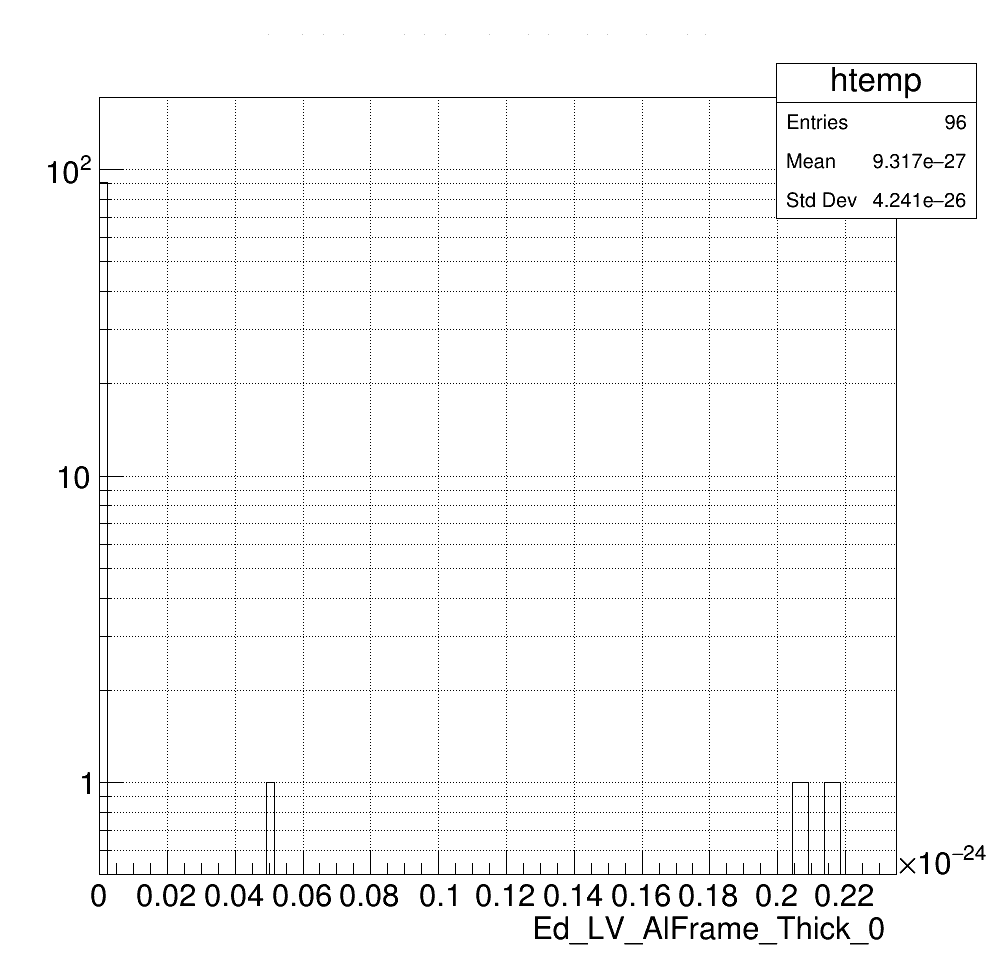 htemp
Entries 96
Mean 9.317e−27
Std Dev 4.241e−26
10²
10
1
0 0.02 0.04 0.06 0.08 0.1 0.12 0.14 0.16 0.18 0.2 0.22
×10⁻²⁴
Ed_LV_AlFrame_Thick_0